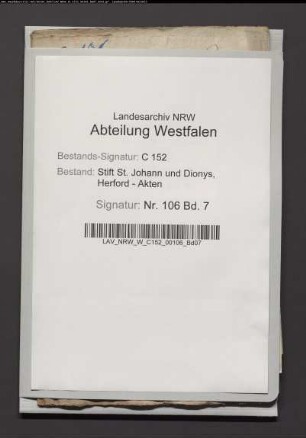 Landesarchiv NRW
Abteilung Westfalen
Bestands-Signatur: C 152
Bestand: Stift St. Johann und Dionys,
Herford - Akten
Signatur: Nr. 106 Bd. 7
LAV_NRW_W_C152_00106_Bd07